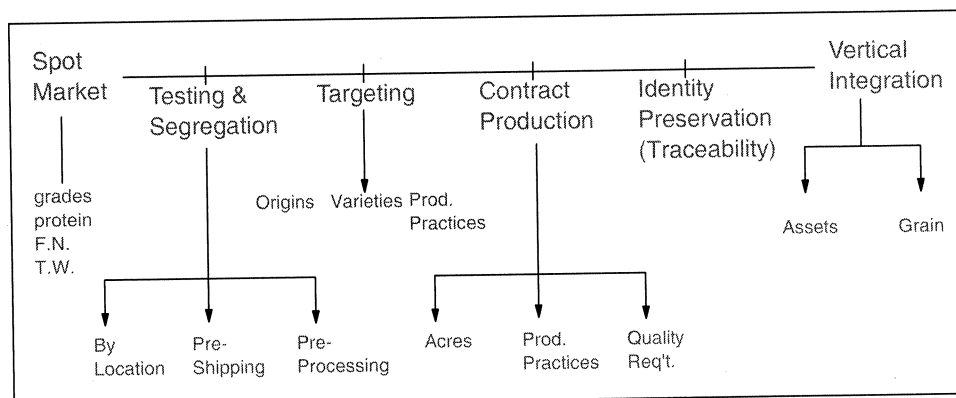 Spot
Market
Testing &
Segregation
Targeting
Contract
Production
Identity
Preservation
(Traceability)
Vertical
Integration
grades
protein
F.N.
T.W.
Origins
Varieties
Prod.
Practices
Assets
Grain
By
Location
Pre-
Shipping
Pre-
Processing
Acres
Prod.
Practices
Quality
Req't.